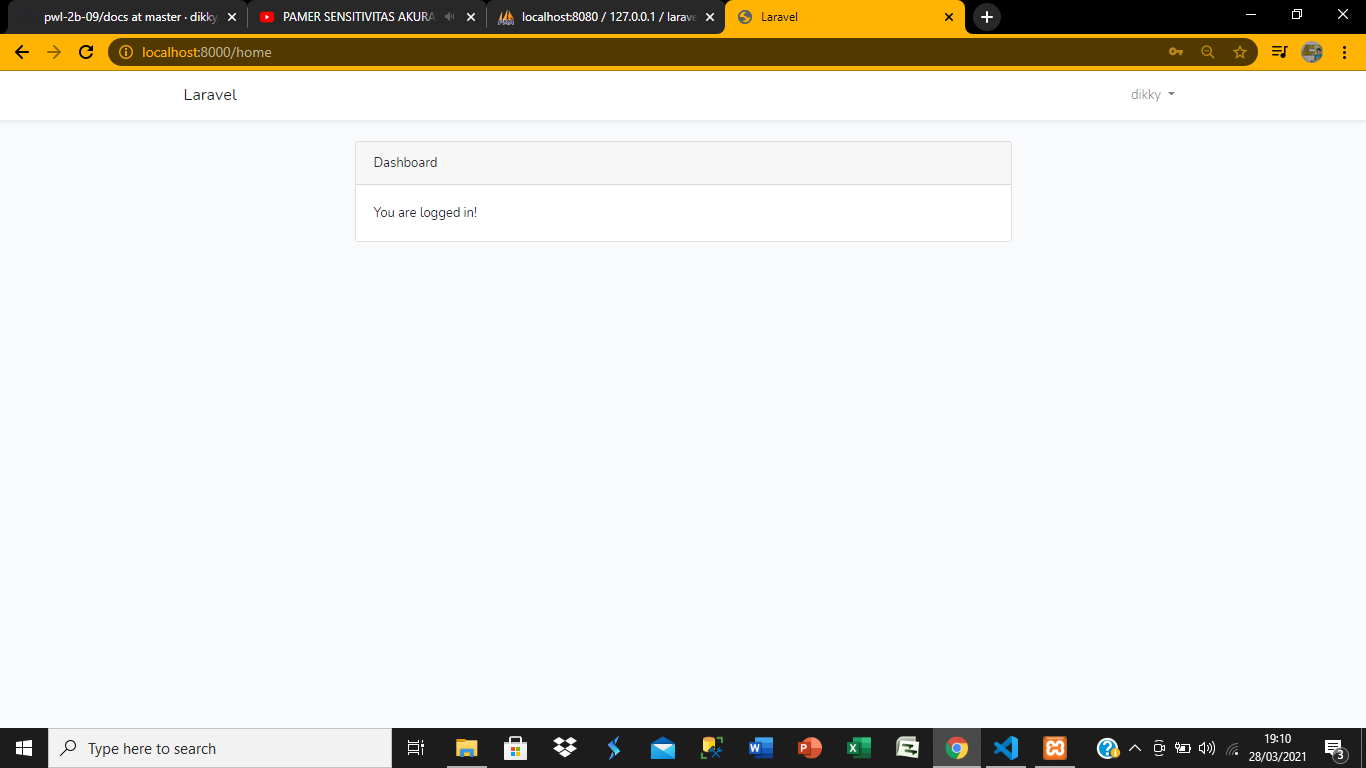 pwl-2b-09/docs at master · dikky
PAMER SENSITIVITAS AKURA
localhost:8080 / 127.0.0.1 / larave
Laravel
localhost:8000/home
Laravel
dikky
Dashboard
You are logged in!
Type here to search
19:10
28/03/2021
3